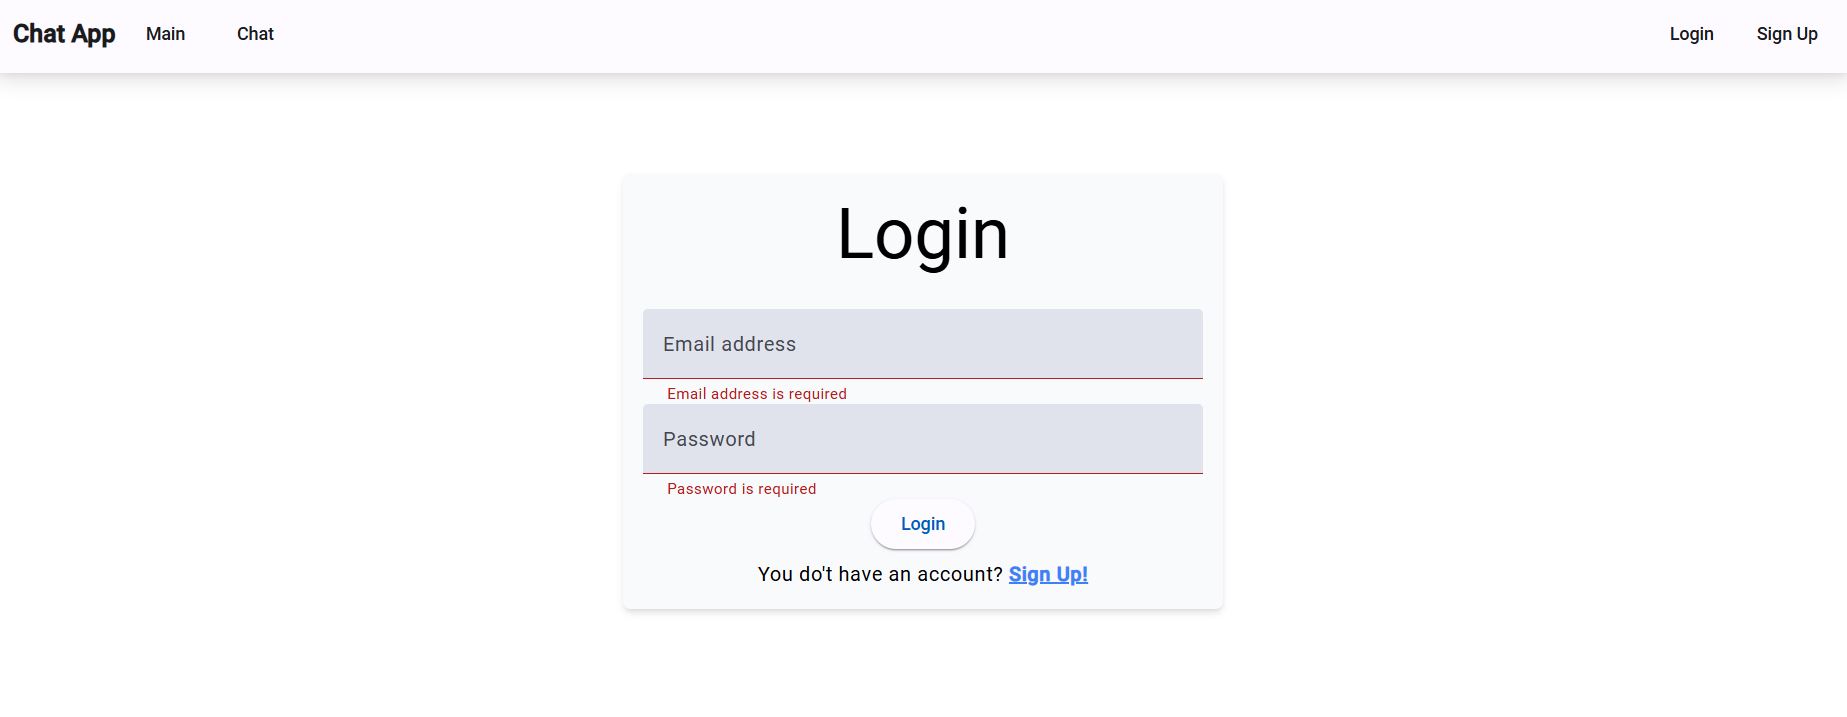 Chat App Main Chat Login Sign Up
Login
Email address
Email address is required
Password
Password is required
Login
You do't have an account? Sign Up!